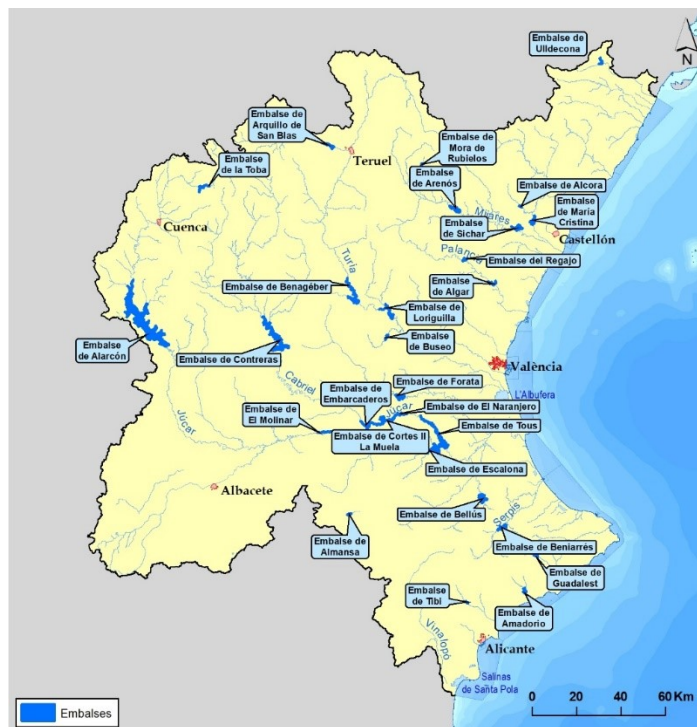 Embalse de
Ulldecona
N
Embalse de
Arquillo de
San Blas
Teruel
Embalse de
Mora de
Rubielos
Embalse
de la Toba
Embalse
de Arenós
Embalse de Alcora
Embalse
de María
Cristina
Cuenca
Mijares
Embalse
de Sichar
Castellón
Palancia
Embalse del Regajo
Turia
Embalse de Benagéber
Embalse
de Algar
Embalse
de Loriguilla
Embalse
de Alarcón
Embalse de Contreras
Embalse
de Buseo
València
Cabriel
Embalse de
Embarcaderos
Embalse de Forata
L'Albufera
Júcar
Embalse de El Naranjero
Embalse de
El Molinar
Embalse de Tous
Júcar
Embalse de Cortes II
La Muela
Embalse de Escalona
Albacete
Embalse de
Bellús
Serpis
Embalse de
Almansa
Embalse de Beniarrés
Embalse de
Guadalest
Embalse
de Tibi
Embalse de
Amadorio
Vinalopó
Alicante
Salinas
de Santa Pola
Embalses
0 20 40 60 Km